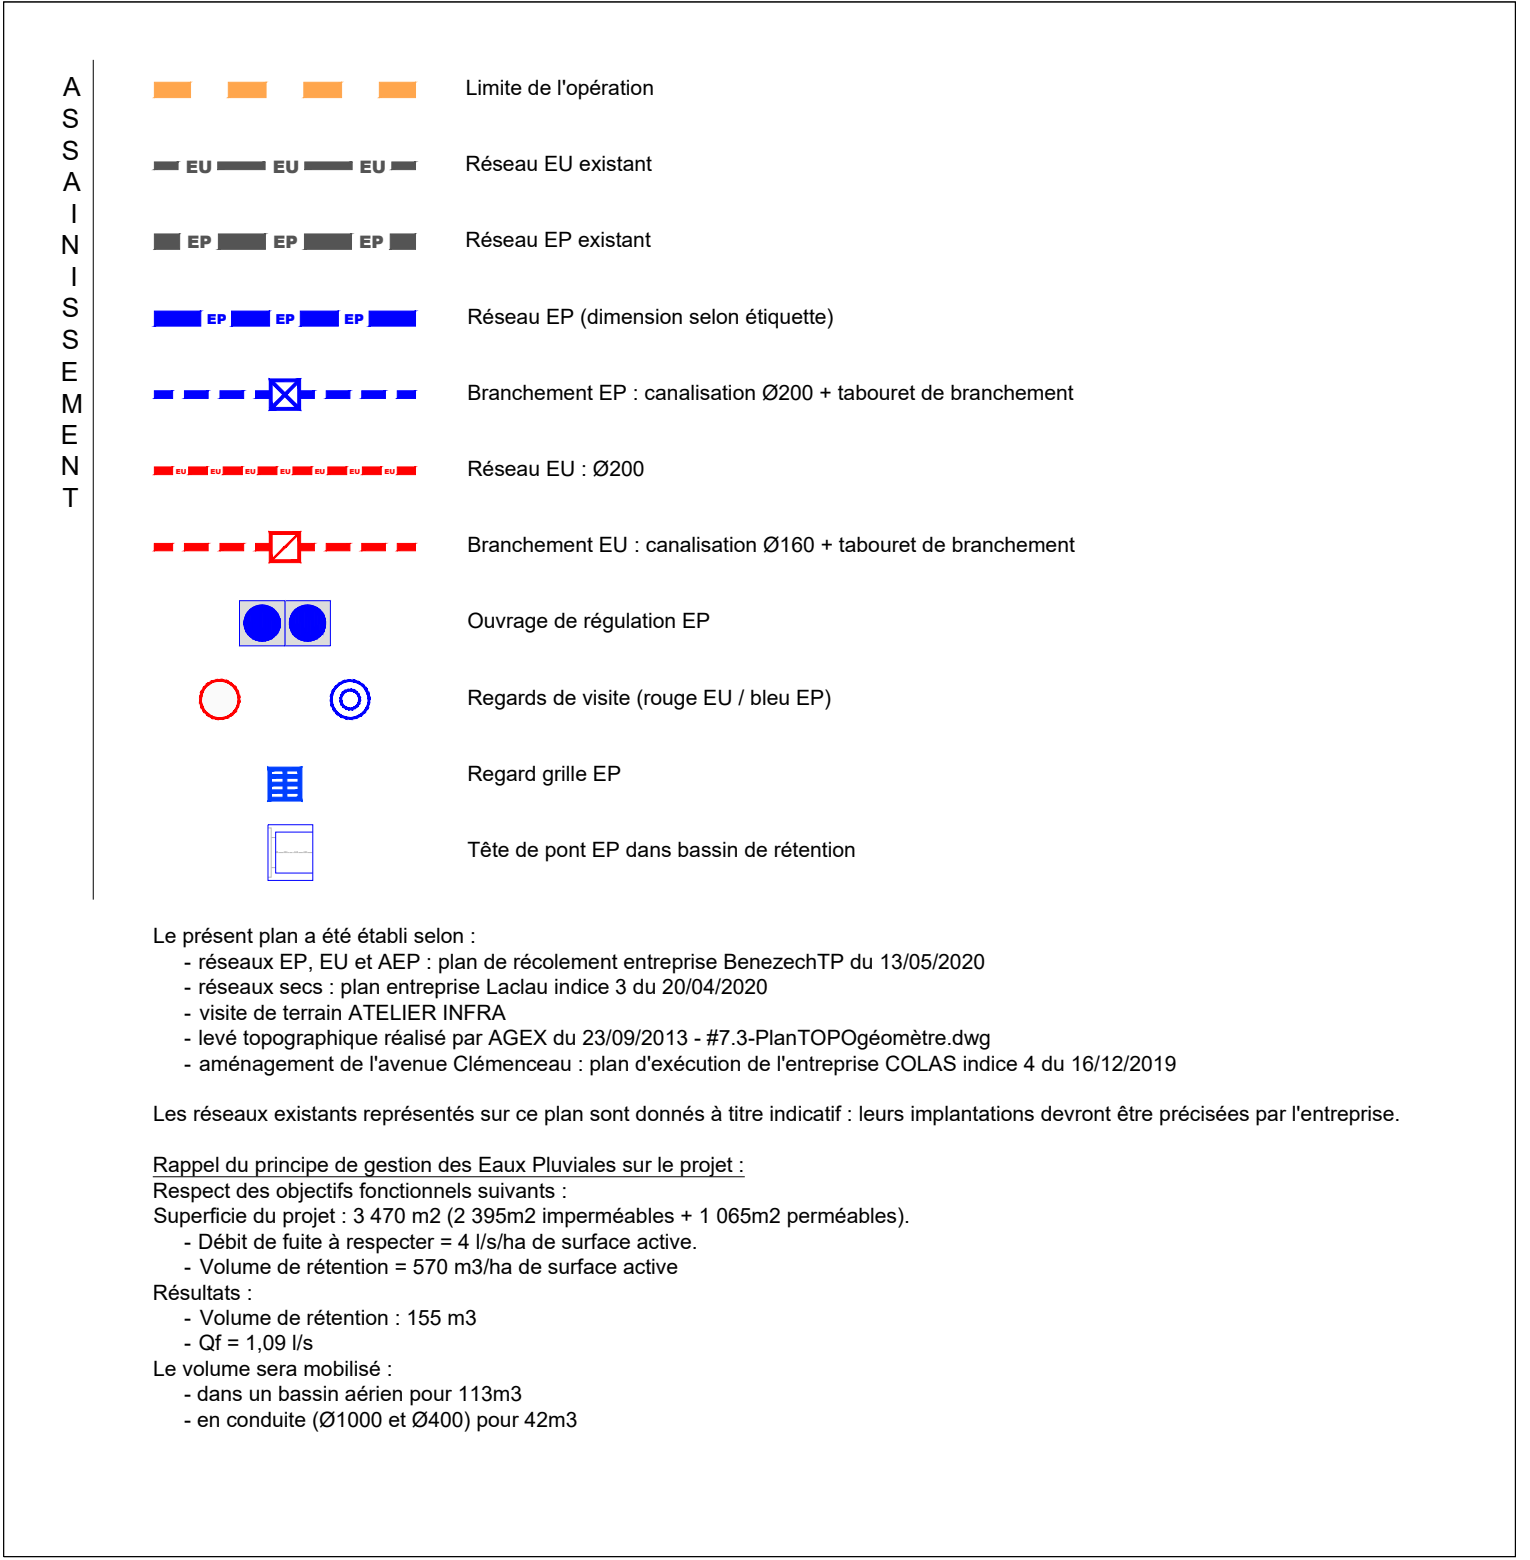 ASSAINISSEMENT
Limite de l'opération
EU EU EU
Réseau EU existant
EP EP EP
Réseau EP existant
EP EP EP
Réseau EP (dimension selon étiquette)
Branchement EP : canalisation Ø200 + tabouret de branchement
EU EU EU EU EU EU EU
Réseau EU : Ø200
Branchement EU : canalisation Ø160 + tabouret de branchement
Ouvrage de régulation EP
Regards de visite (rouge EU / bleu EP)
Regard grille EP
Tête de pont EP dans bassin de rétention
Le présent plan a été établi selon :
- réseaux EP, EU et AEP : plan de récolement entreprise BenezechTP du 13/05/2020
- réseaux secs : plan entreprise Laclau indice 3 du 20/04/2020
- visite de terrain ATELIER INFRA
- levé topographique réalisé par AGEX du 23/09/2013 - #7.3-PlanTOPOgéomètre.dwg
- aménagement de l'avenue Clémenceau : plan d'exécution de l'entreprise COLAS indice 4 du 16/12/2019
Les réseaux existants représentés sur ce plan sont donnés à titre indicatif : leurs implantations devront être précisées par l'entreprise.
Rappel du principe de gestion des Eaux Pluviales sur le projet :
Respect des objectifs fonctionnels suivants :
Superficie du projet : 3 470 m2 (2 395m2 imperméables + 1 065m2 perméables).
- Débit de fuite à respecter = 4 l/s/ha de surface active.
- Volume de rétention = 570 m3/ha de surface active
Résultats :
- Volume de rétention : 155 m3
- Qf = 1,09 l/s
Le volume sera mobilisé :
- dans un bassin aérien pour 113m3
- en conduite (Ø1000 et Ø400) pour 42m3